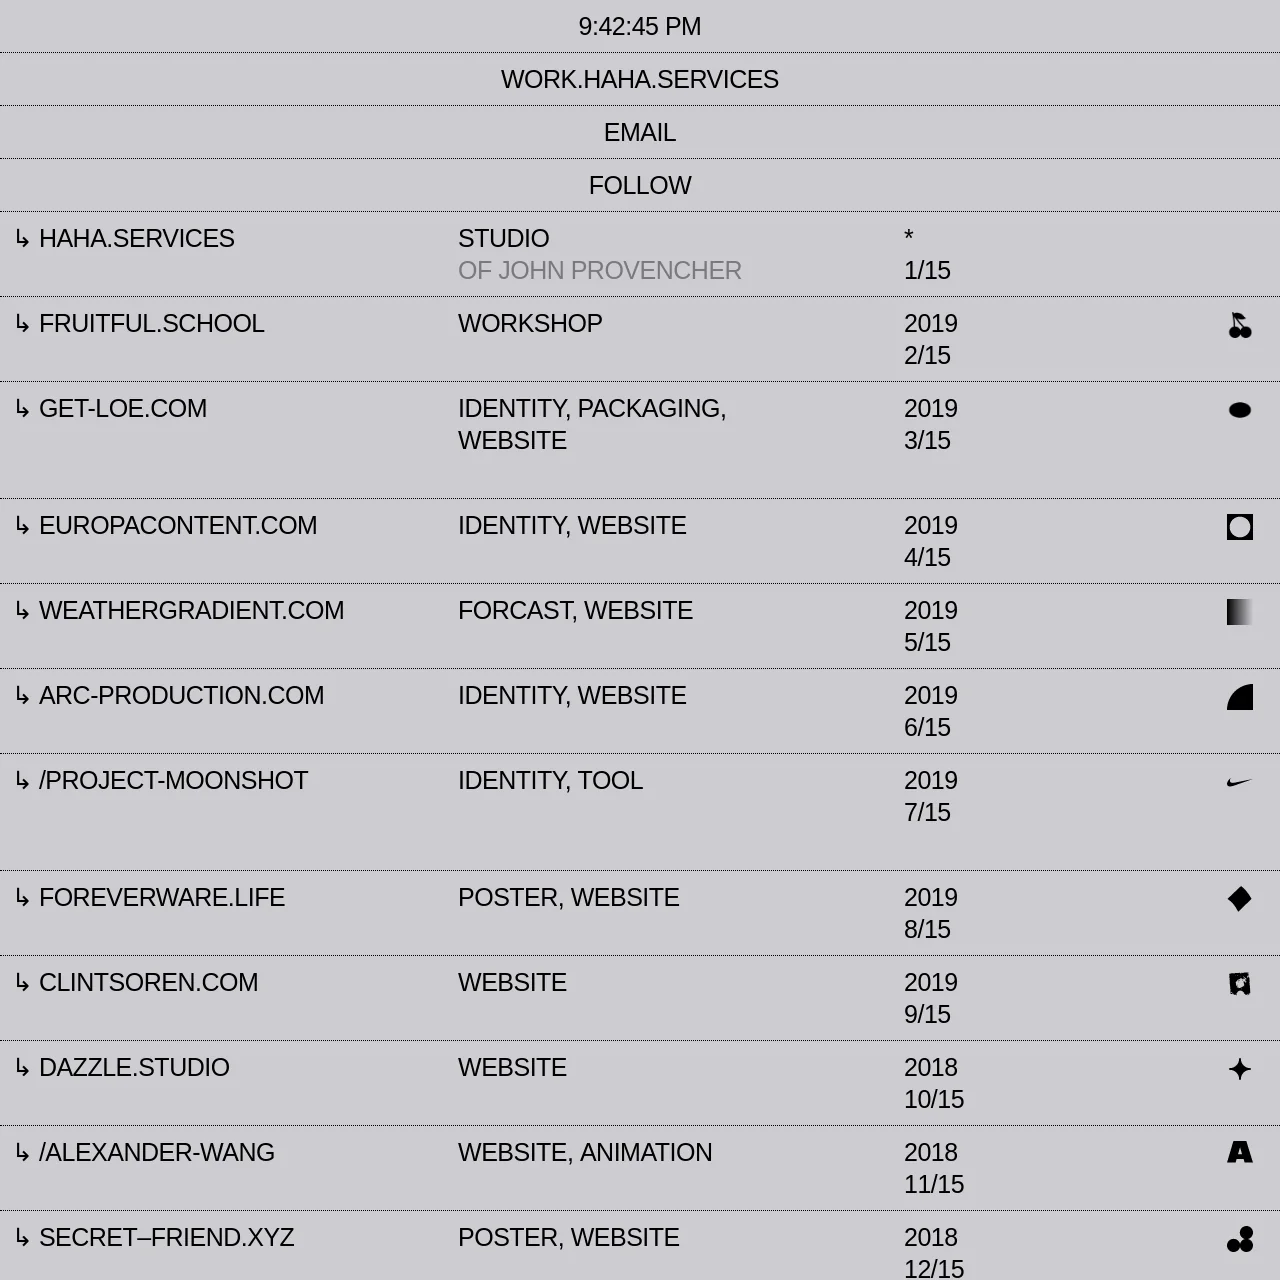 9:42:45 PM
WORK.HAHA.SERVICES
EMAIL
FOLLOW
↳ HAHA.SERVICES STUDIO *
OF JOHN PROVENCHER 1/15
↳ FRUITFUL.SCHOOL WORKSHOP 2019
2/15
↳ GET-LOE.COM IDENTITY, PACKAGING, 2019
WEBSITE 3/15
↳ EUROPACONTENT.COM IDENTITY, WEBSITE 2019
4/15
↳ WEATHERGRADIENT.COM FORCAST, WEBSITE 2019
5/15
↳ ARC-PRODUCTION.COM IDENTITY, WEBSITE 2019
6/15
↳ /PROJECT-MOONSHOT IDENTITY, TOOL 2019
7/15
↳ FOREVERWARE.LIFE POSTER, WEBSITE 2019
8/15
↳ CLINTSOREN.COM WEBSITE 2019
9/15
↳ DAZZLE.STUDIO WEBSITE 2018
10/15
↳ /ALEXANDER-WANG WEBSITE, ANIMATION 2018 A
11/15
↳ SECRET–FRIEND.XYZ POSTER, WEBSITE 2018
12/15